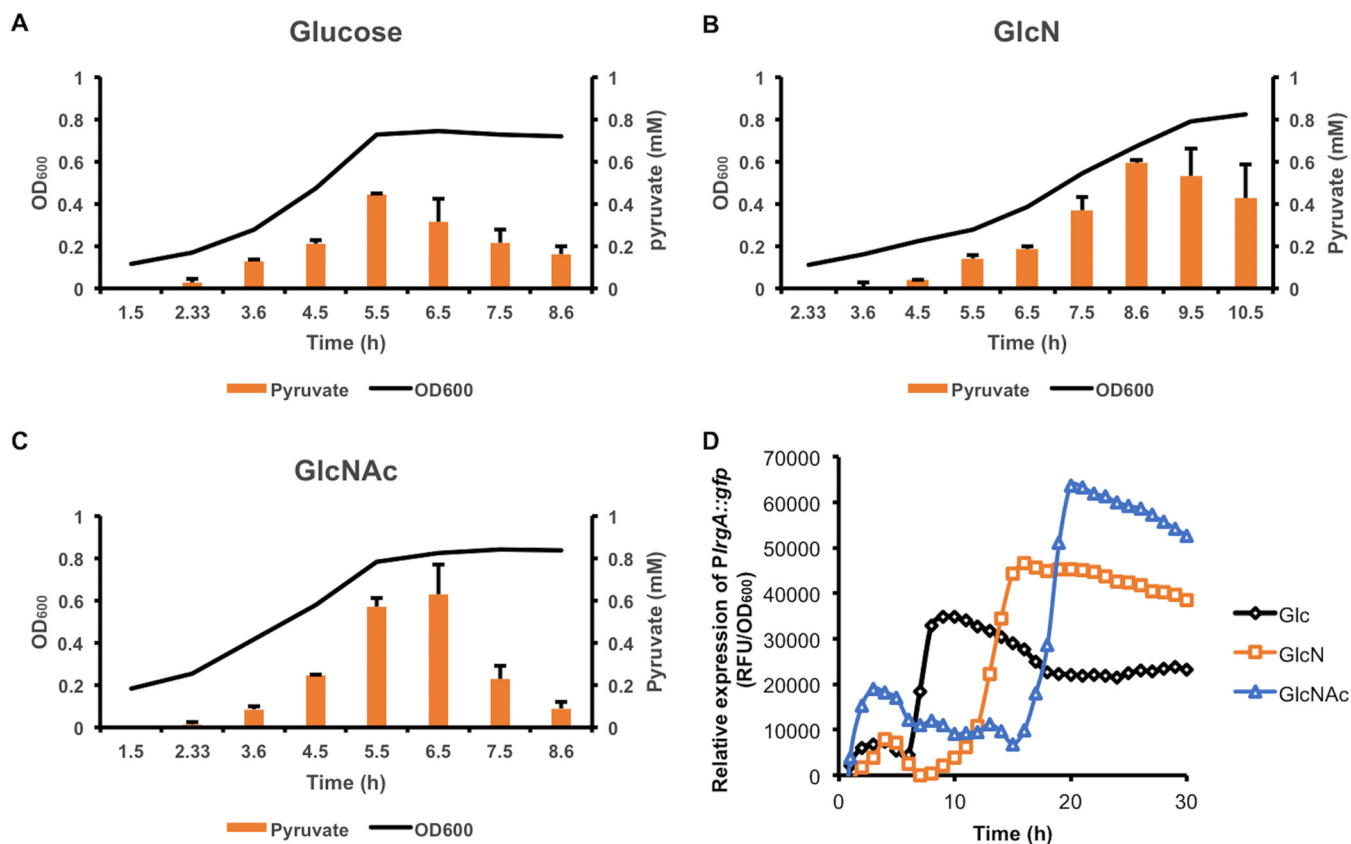 A
Glucose
1
0.8
0.6
0.4
0.2
0
OD600
1
0.8
0.6
0.4
0.2
0
pyruvate (mM)
1.5 2.33 3.6 4.5 5.5 6.5 7.5 8.6
Time (h)
Pyruvate OD600
B
GlcN
1
0.8
0.6
0.4
0.2
0
OD600
1
0.8
0.6
0.4
0.2
0
Pyruvate (mM)
2.33 3.6 4.5 5.5 6.5 7.5 8.6 9.5 10.5
Time (h)
Pyruvate OD600
C
GlcNAc
1
0.8
0.6
0.4
0.2
0
OD600
1
0.8
0.6
0.4
0.2
0
Pyruvate (mM)
1.5 2.33 3.6 4.5 5.5 6.5 7.5 8.6
Time (h)
Pyruvate OD600
D
70000
60000
50000
40000
30000
20000
10000
0
Relative expression of PlrgA::gfp
(RFU/OD600)
0 10 20 30
Time (h)
Glc
GlcN
GlcNAc